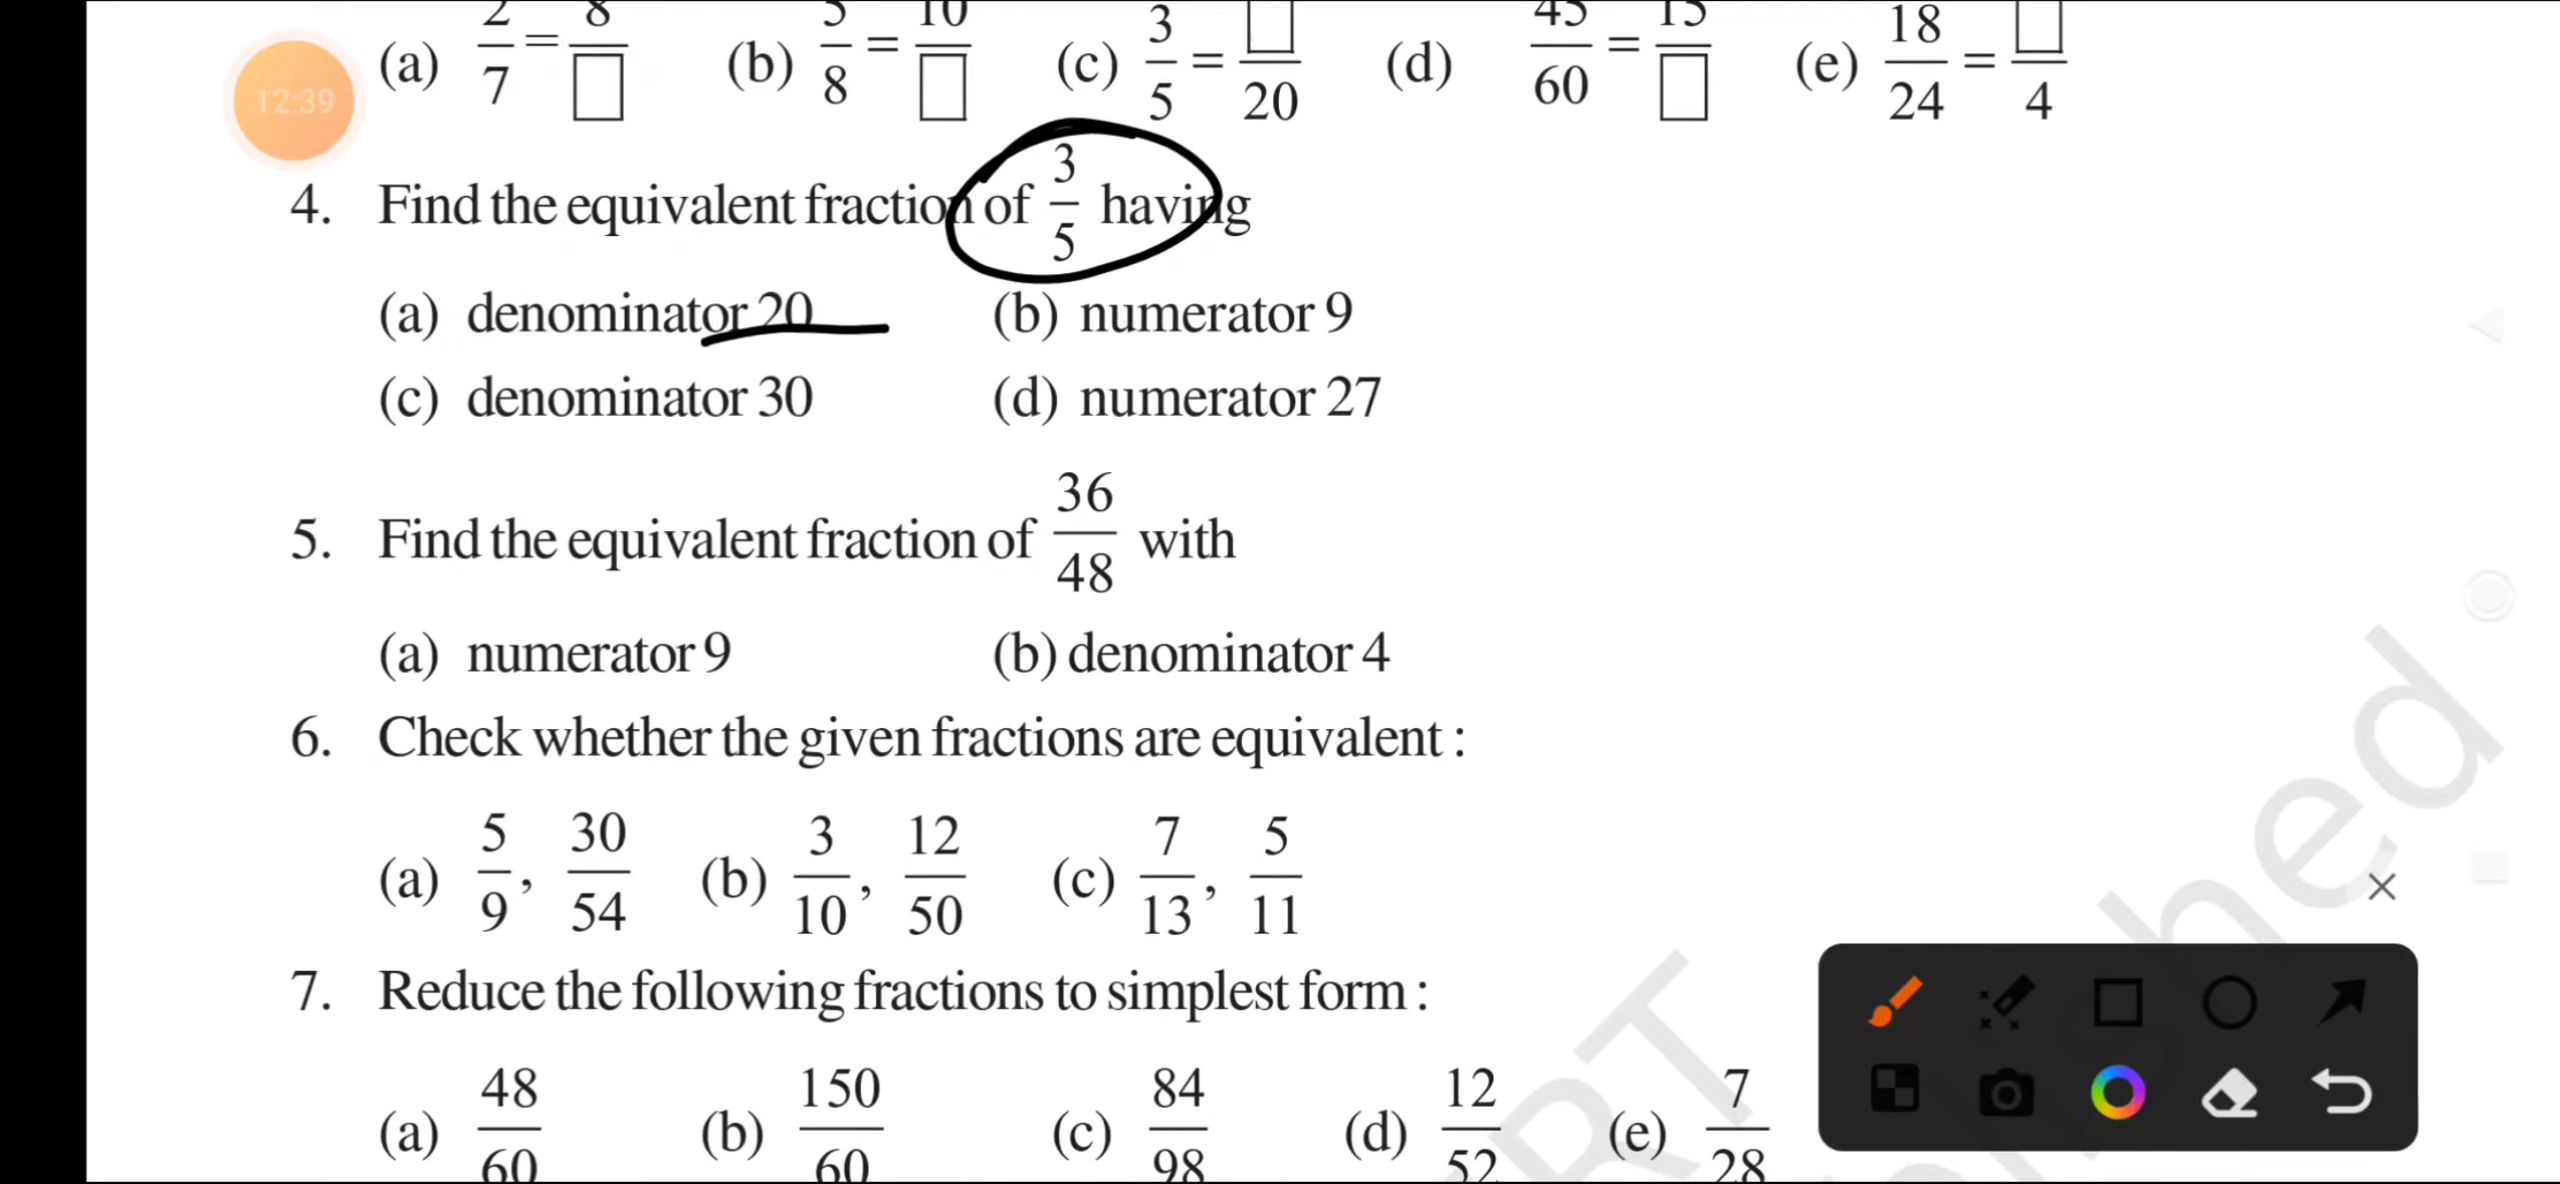 (a) 2/7 = 8/□ (b) 5/8 = 10/□ (c) 3/5 = □/20 (d) 45/60 = 15/□ (e) 18/24 = □/4
12:39
4. Find the equivalent fraction of 3/5 having
(a) denominator 20 (b) numerator 9
(c) denominator 30 (d) numerator 27
5. Find the equivalent fraction of 36/48 with
(a) numerator 9 (b) denominator 4
6. Check whether the given fractions are equivalent :
(a) 5/9, 30/54 (b) 3/10, 12/50 (c) 7/13, 5/11
7. Reduce the following fractions to simplest form :
(a) 48/60 (b) 150/60 (c) 84/98 (d) 12/52 (e) 7/28